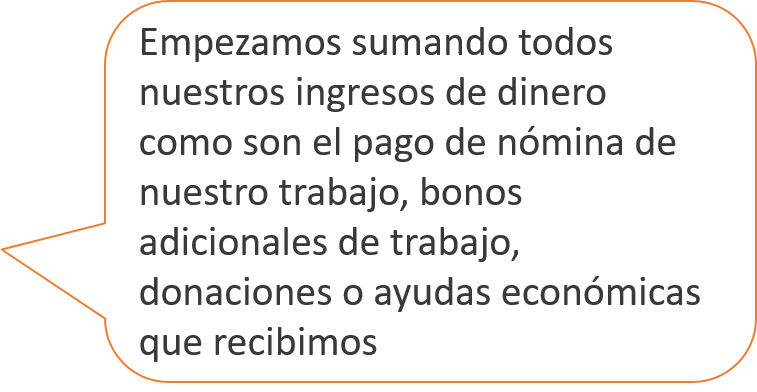 Empezamos sumando todos
nuestros ingresos de dinero
como son el pago de nómina de
nuestro trabajo, bonos
adicionales de trabajo,
donaciones o ayudas económicas
que recibimos